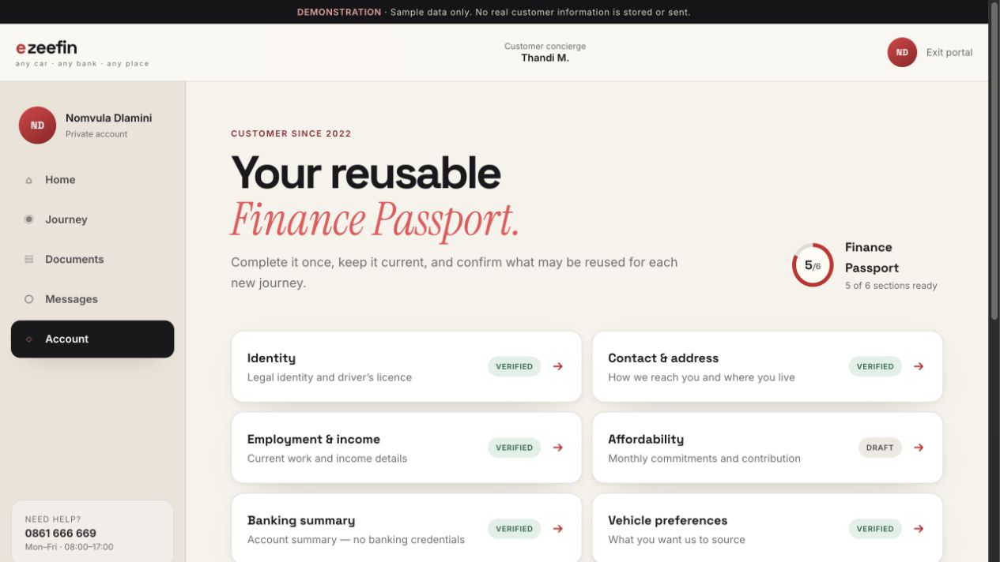 DEMONSTRATION · Sample data only. No real customer information is stored or sent.
ezeefin
any car · any bank · any place
Customer concierge
Thandi M.
ND
Exit portal
ND
Nomvula Dlamini
Private account
Home
Journey
Documents
Messages
Account
NEED HELP?
0861 666 669
Mon–Fri · 08:00–17:00
CUSTOMER SINCE 2022
Your reusable
Finance Passport.
Complete it once, keep it current, and confirm what may be reused for each
new journey.
5/6
Finance
Passport
5 of 6 sections ready
Identity
Legal identity and driver’s licence
VERIFIED
Contact & address
How we reach you and where you live
VERIFIED
Employment & income
Current work and income details
VERIFIED
Affordability
Monthly commitments and contribution
DRAFT
Banking summary
Account summary — no banking credentials
VERIFIED
Vehicle preferences
What you want us to source
VERIFIED